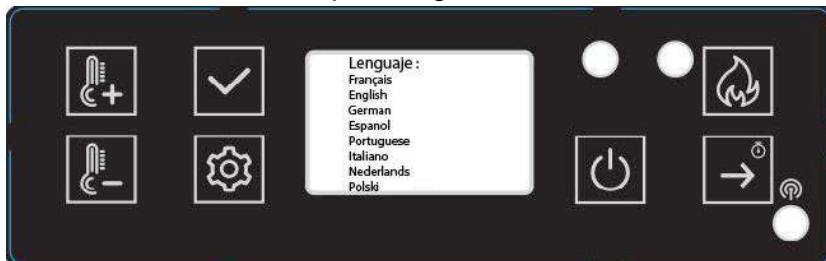 Lenguaje :
Français
English
German
Espanol
Portuguese
Italiano
Nederlands
Polski